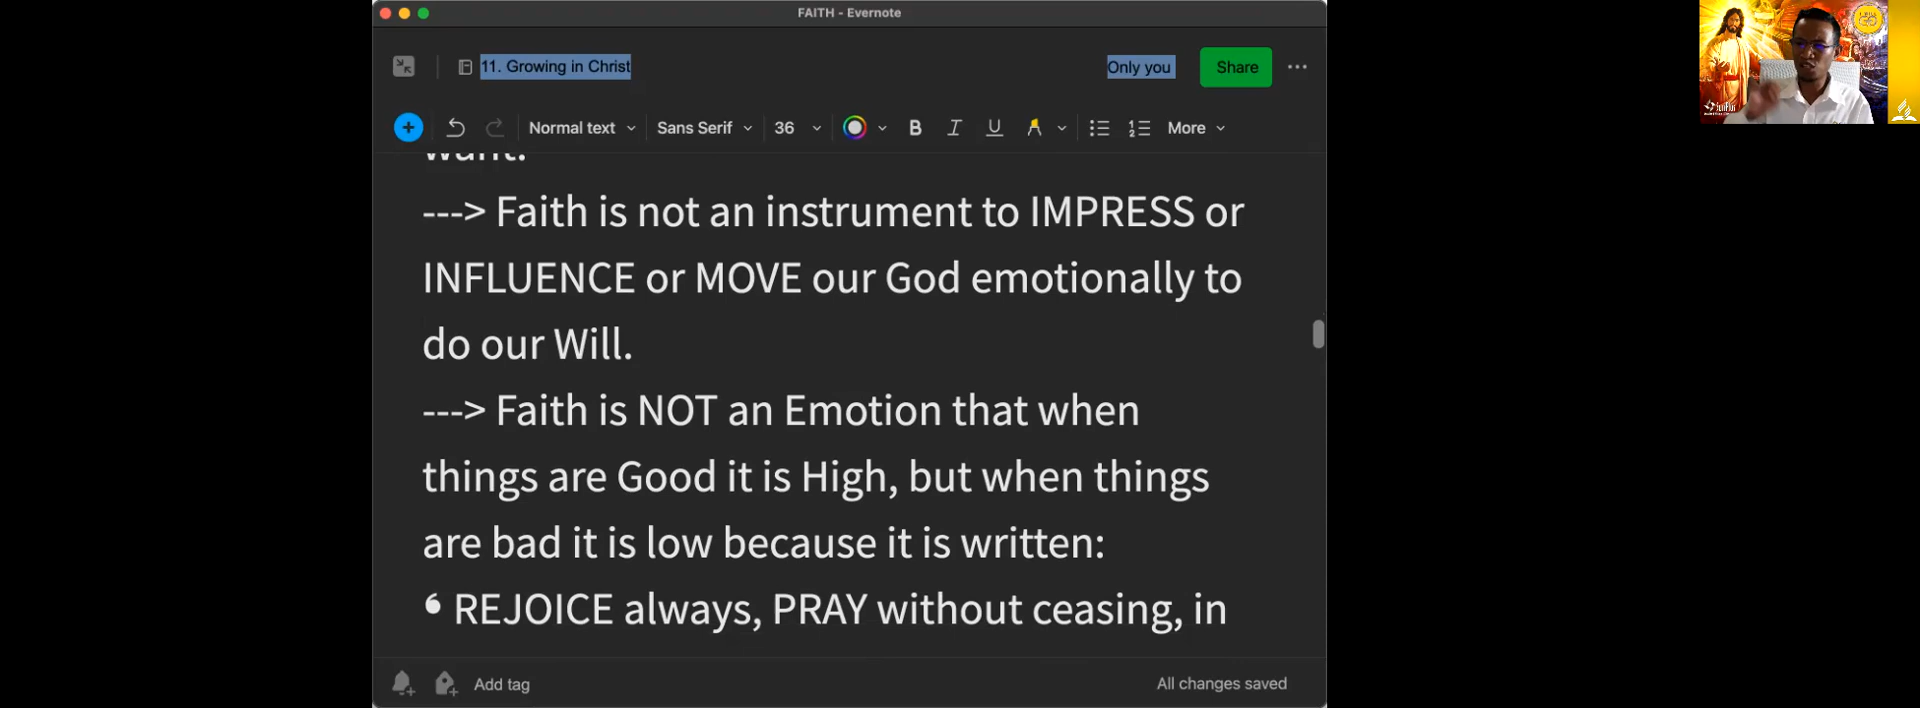 FAITH - Evernote
11. Growing in Christ
Only you
Share
Normal text
Sans Serif
36
B
I
U
More
want.
---> Faith is not an instrument to IMPRESS or
INFLUENCE or MOVE our God emotionally to
do our Will.
---> Faith is NOT an Emotion that when
things are Good it is High, but when things
are bad it is low because it is written:
❛ REJOICE always, PRAY without ceasing, in
Add tag
All changes saved